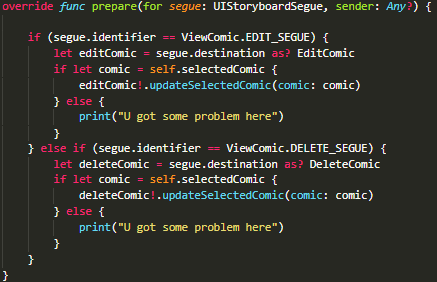 override func prepare(for segue: UIStoryboardSegue, sender: Any?) {
if (segue.identifier == ViewComic.EDIT_SEGUE) {
let editComic = segue.destination as? EditComic
if let comic = self.selectedComic {
editComic!.updateSelectedComic(comic: comic)
} else {
print("U got some problem here")
}
} else if (segue.identifier == ViewComic.DELETE_SEGUE) {
let deleteComic = segue.destination as? DeleteComic
if let comic = self.selectedComic {
deleteComic!.updateSelectedComic(comic: comic)
} else {
print("U got some problem here")
}
}
}